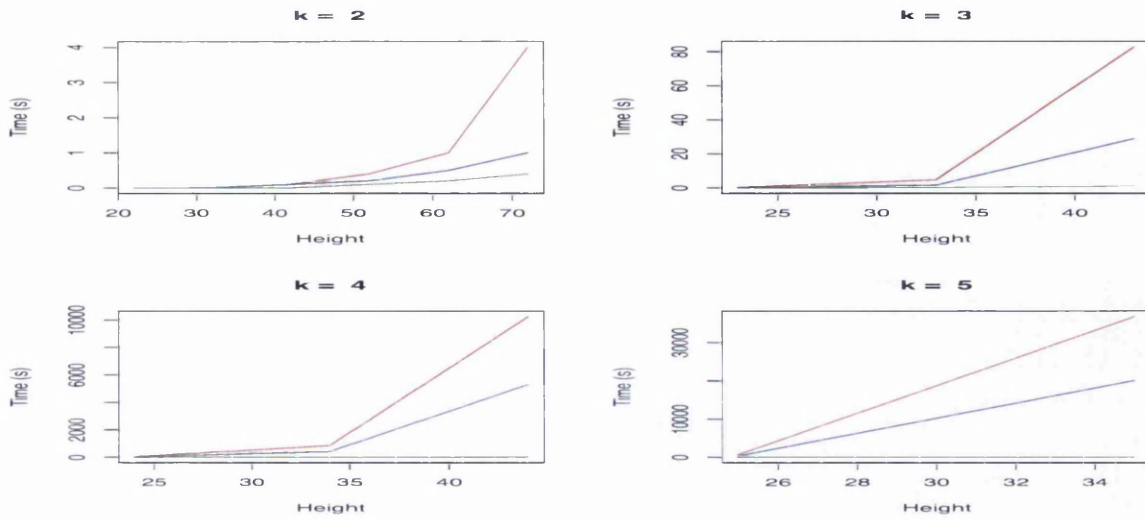 k = 2
Time (s)
0 1 2 3 4
20 30 40 50 60 70
Height
k = 3
Time (s)
0 20 40 60 80
25 30 35 40
Height
k = 4
Time (s)
0 2000 6000 10000
25 30 35 40
Height
k = 5
Time (s)
0 10000 30000
26 28 30 32 34
Height